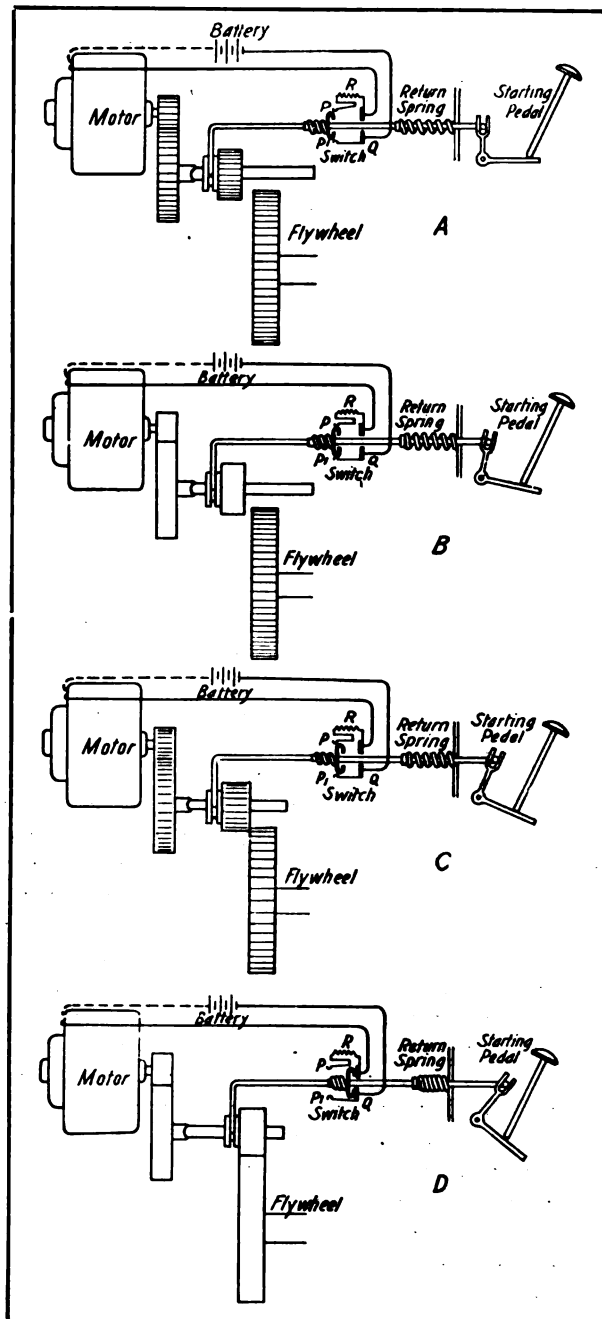 Battery
Motor
R
P
P1
Switch
Q
Return
Spring
Starting
Pedal
Flywheel
A
Battery
Motor
R
P
P1
Switch
Q
Return
Spring
Starting
Pedal
Flywheel
B
Battery
Motor
R
P
P1
Switch
Q
Return
Spring
Starting
Pedal
Flywheel
C
Battery
Motor
R
P
P1
Switch
Q
Return
Spring
Starting
Pedal
Flywheel
D